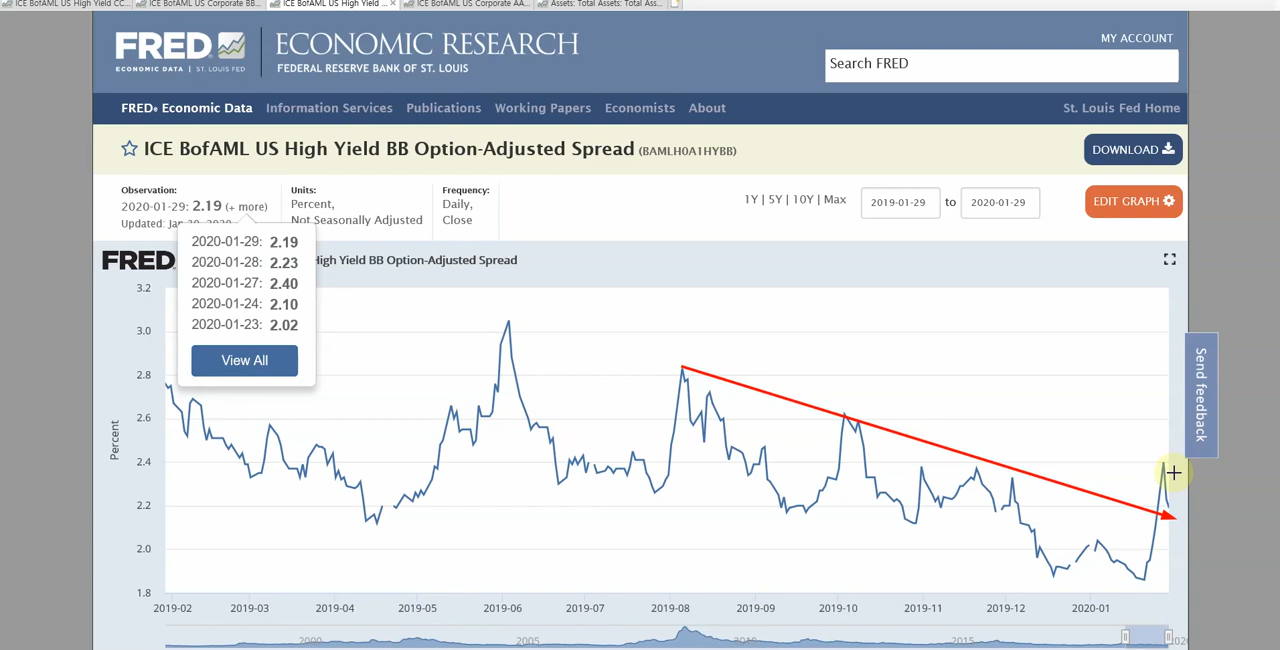 ICE BofAML US High Yield CC...
ICE BofAML US Corporate BB...
ICE BofAML US High Yield ...
ICE BofAML US Corporate AA...
Assets: Total Assets: Total Ass...
FRED
ECONOMIC DATA | ST. LOUIS FED
ECONOMIC RESEARCH
FEDERAL RESERVE BANK OF ST. LOUIS
MY ACCOUNT
Search FRED
FRED® Economic Data Information Services Publications Working Papers Economists About St. Louis Fed Home
ICE BofAML US High Yield BB Option-Adjusted Spread (BAMLH0A1HYBB)
DOWNLOAD
Observation:
2020-01-29: 2.19 (+ more)
Updated: Jan 30, 2020
Units:
Percent,
Not Seasonally Adjusted
Frequency:
Daily,
Close
1Y | 5Y | 10Y | Max
2019-01-29 to 2020-01-29
EDIT GRAPH
2020-01-29: 2.19
2020-01-28: 2.23
2020-01-27: 2.40
2020-01-24: 2.10
2020-01-23: 2.02
View All
FRED
High Yield BB Option-Adjusted Spread
3.2
3.0
2.8
2.6
2.4
2.2
2.0
1.8
Percent
2019-02 2019-03 2019-04 2019-05 2019-06 2019-07 2019-08 2019-09 2019-10 2019-11 2019-12 2020-01
2000 2005 2010 2015 2020
Send feedback